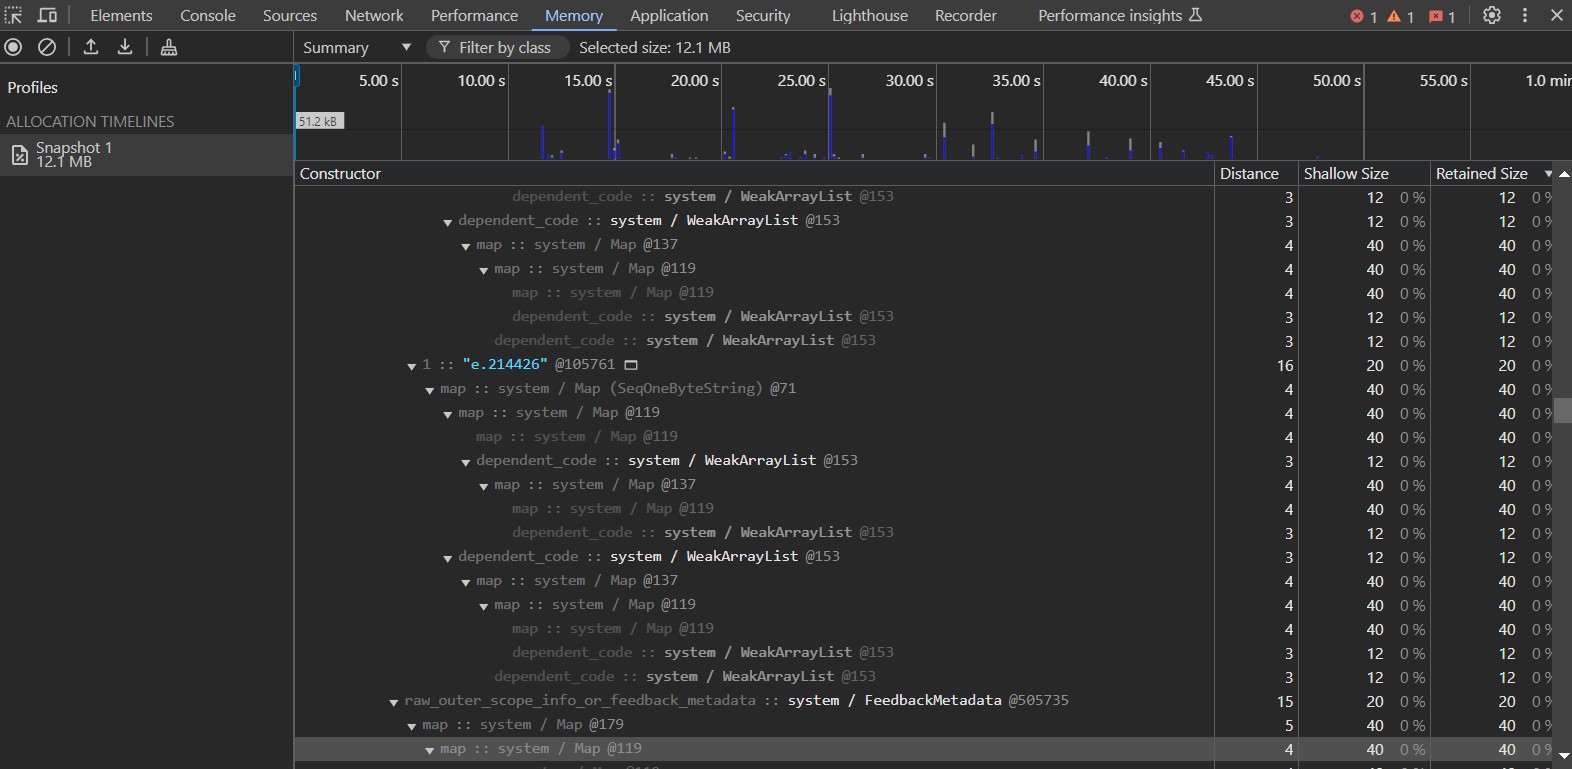 Elements Console Sources Network Performance Memory Application Security Lighthouse Recorder Performance insights 1 1 1
Summary Filter by class Selected size: 12.1 MB
Profiles
5.00 s 10.00 s 15.00 s 20.00 s 25.00 s 30.00 s 35.00 s 40.00 s 45.00 s 50.00 s 55.00 s 1.0 min
ALLOCATION TIMELINES
51.2 kB
Snapshot 1
12.1 MB
Constructor Distance Shallow Size Retained Size
dependent_code :: system / WeakArrayList @153 3 12 0 % 12 0 %
dependent_code :: system / WeakArrayList @153 3 12 0 % 12 0 %
map :: system / Map @137 4 40 0 % 40 0 %
map :: system / Map @119 4 40 0 % 40 0 %
map :: system / Map @119 4 40 0 % 40 0 %
dependent_code :: system / WeakArrayList @153 3 12 0 % 12 0 %
dependent_code :: system / WeakArrayList @153 3 12 0 % 12 0 %
1 :: "e.214426" @105761 16 20 0 % 20 0 %
map :: system / Map (SeqOneByteString) @71 4 40 0 % 40 0 %
map :: system / Map @119 4 40 0 % 40 0 %
map :: system / Map @119 4 40 0 % 40 0 %
dependent_code :: system / WeakArrayList @153 3 12 0 % 12 0 %
map :: system / Map @137 4 40 0 % 40 0 %
map :: system / Map @119 4 40 0 % 40 0 %
dependent_code :: system / WeakArrayList @153 3 12 0 % 12 0 %
dependent_code :: system / WeakArrayList @153 3 12 0 % 12 0 %
map :: system / Map @137 4 40 0 % 40 0 %
map :: system / Map @119 4 40 0 % 40 0 %
map :: system / Map @119 4 40 0 % 40 0 %
dependent_code :: system / WeakArrayList @153 3 12 0 % 12 0 %
dependent_code :: system / WeakArrayList @153 3 12 0 % 12 0 %
raw_outer_scope_info_or_feedback_metadata :: system / FeedbackMetadata @505735 15 20 0 % 20 0 %
map :: system / Map @179 5 40 0 % 40 0 %
map :: system / Map @119 4 40 0 % 40 0 %